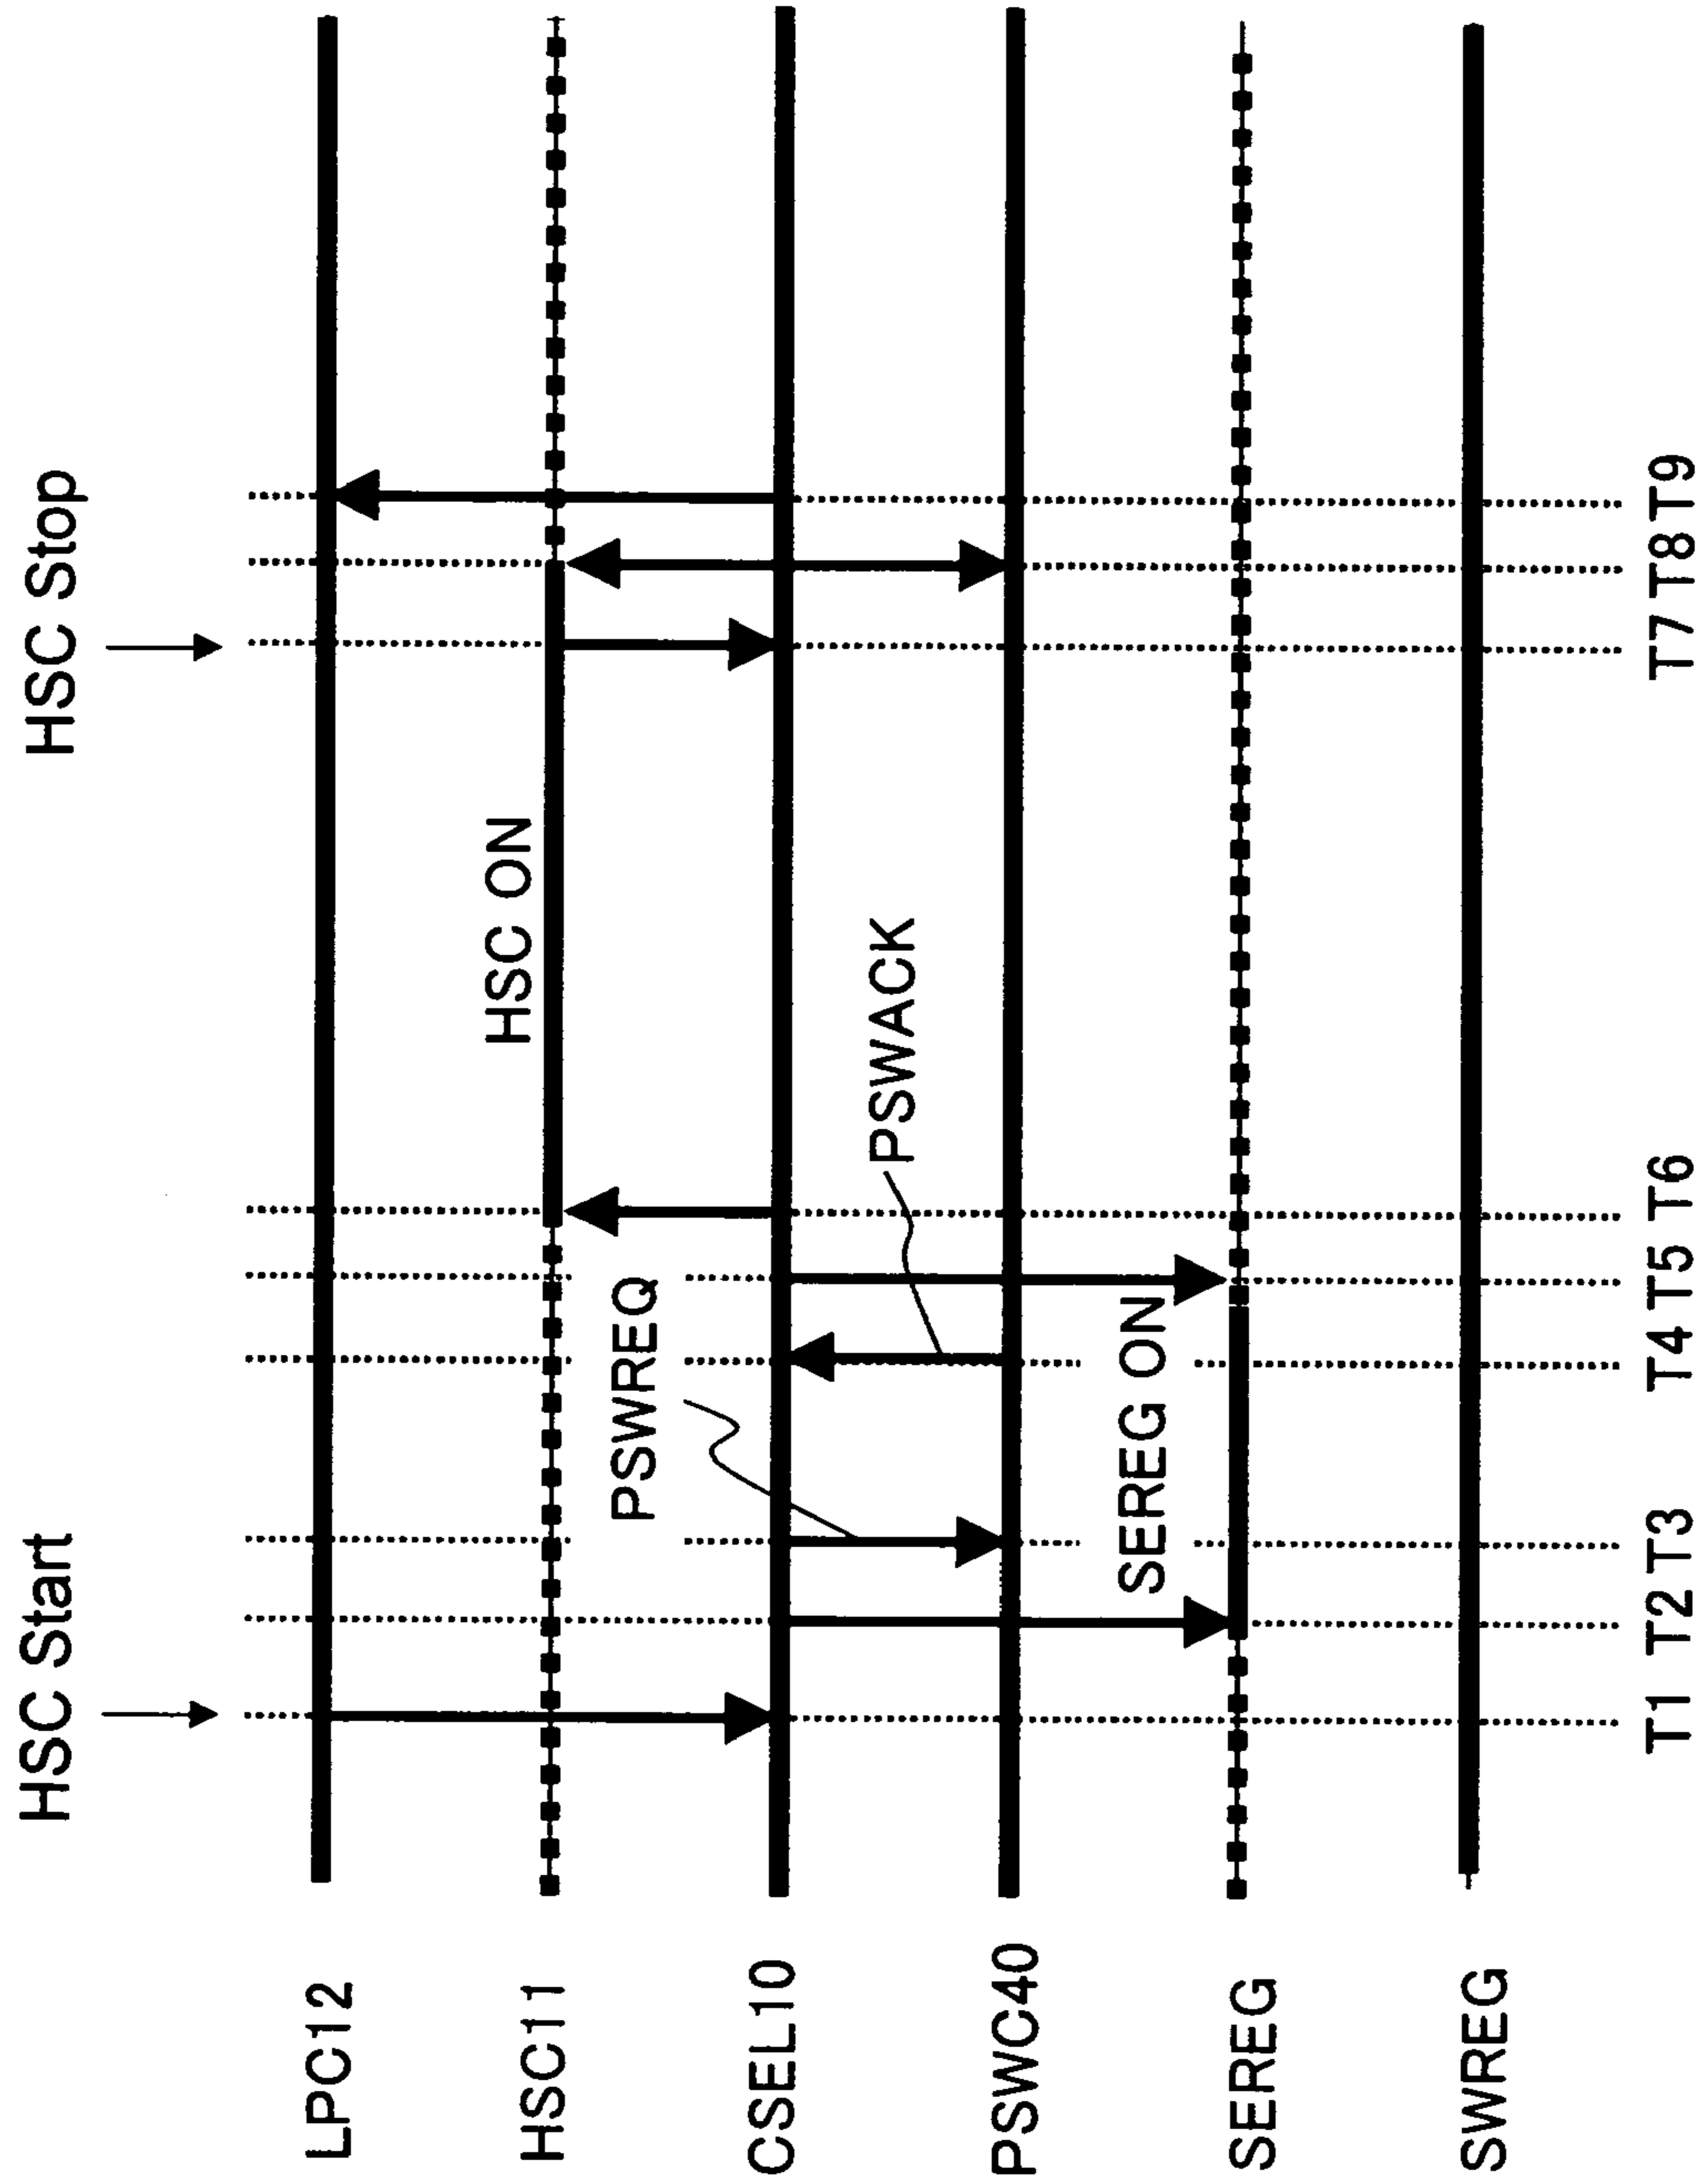 HSC Start
HSC Stop
LPC12
HSC11
HSC ON
CSEL10
PSWREQ
PSWACK
PSWC40
SEREG
SEREG ON
SWREG
T1 T2 T3 T4 T5 T6 T7 T8 T9